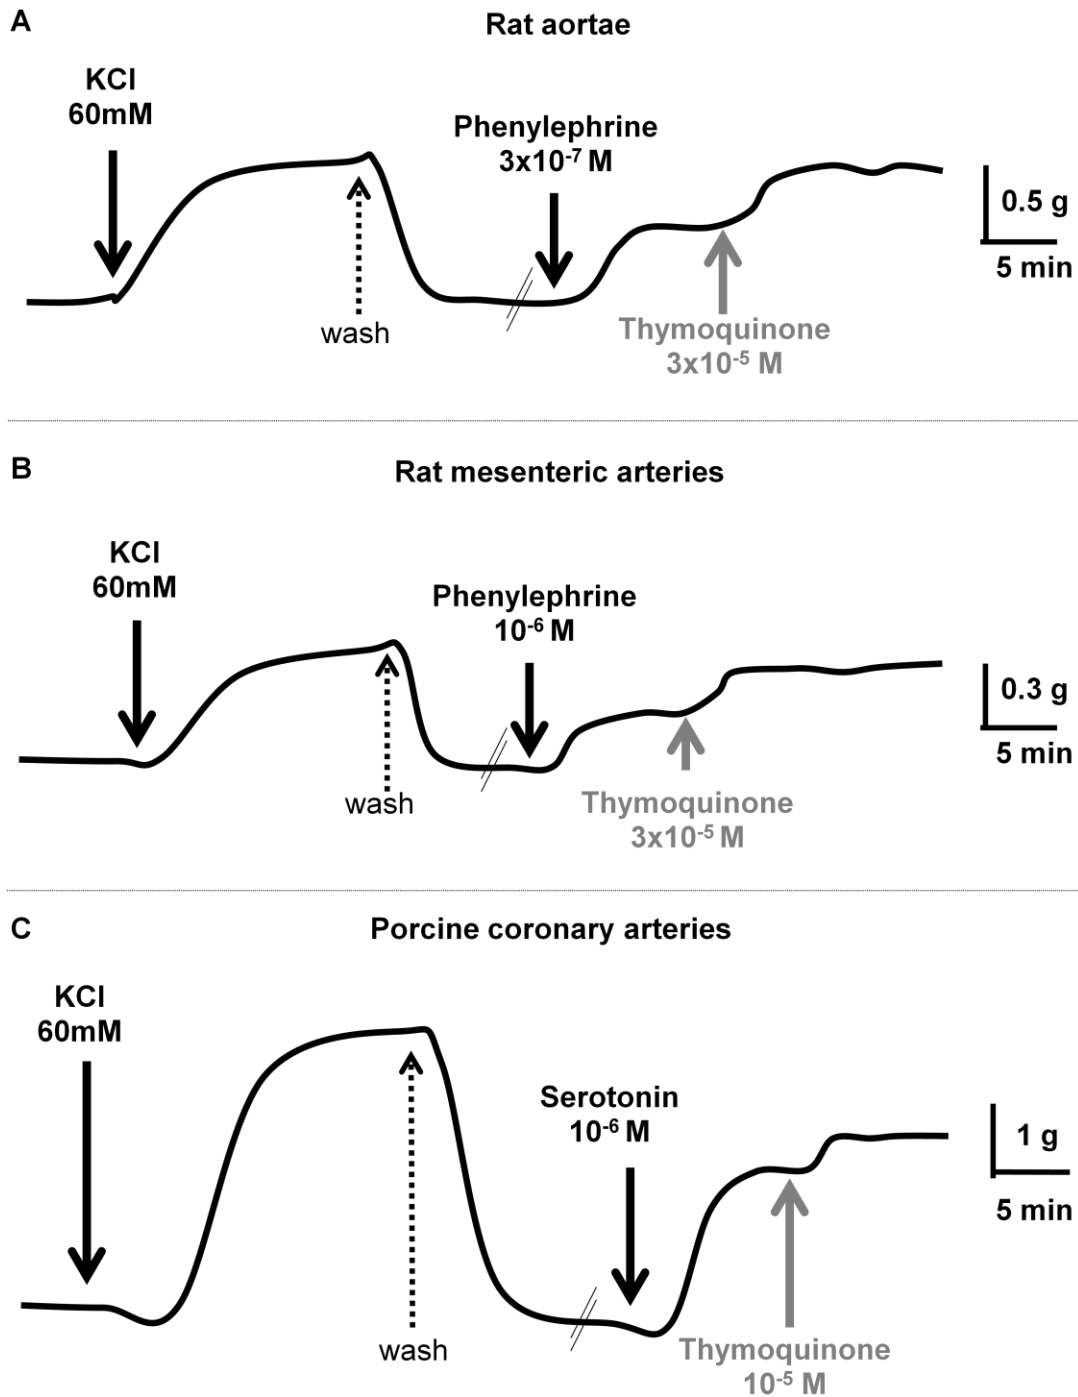 A
Rat aortae
KCl
60mM
Phenylephrine
3x10⁻⁷ M
0.5 g
5 min
wash
Thymoquinone
3x10⁻⁵ M
B
Rat mesenteric arteries
KCl
60mM
Phenylephrine
10⁻⁶ M
0.3 g
5 min
wash
Thymoquinone
3x10⁻⁵ M
C
Porcine coronary arteries
KCl
60mM
Serotonin
10⁻⁶ M
1 g
5 min
wash
Thymoquinone
10⁻⁵ M